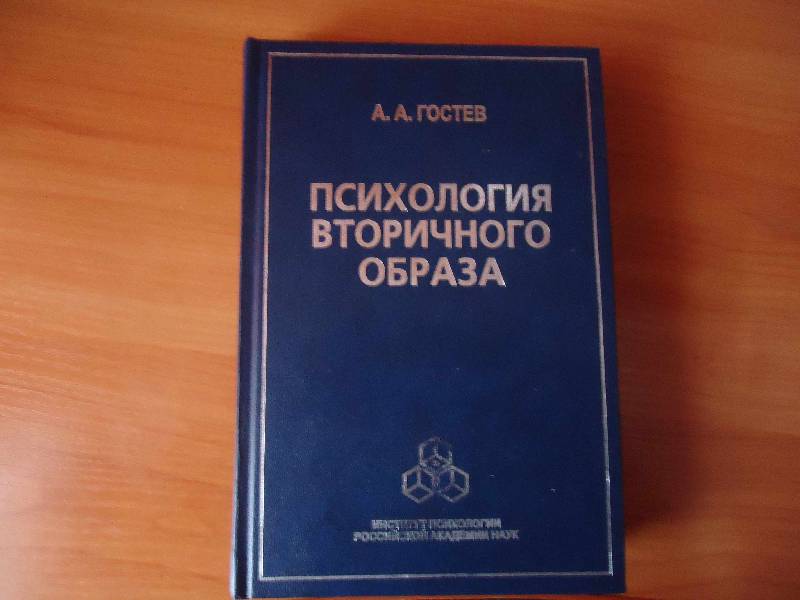 А. А. ГОСТЕВ
ПСИХОЛОГИЯ
ВТОРИЧНОГО
ОБРАЗА
ИНСТИТУТ ПСИХОЛОГИИ
РОССИЙСКОЙ АКАДЕМИИ НАУК